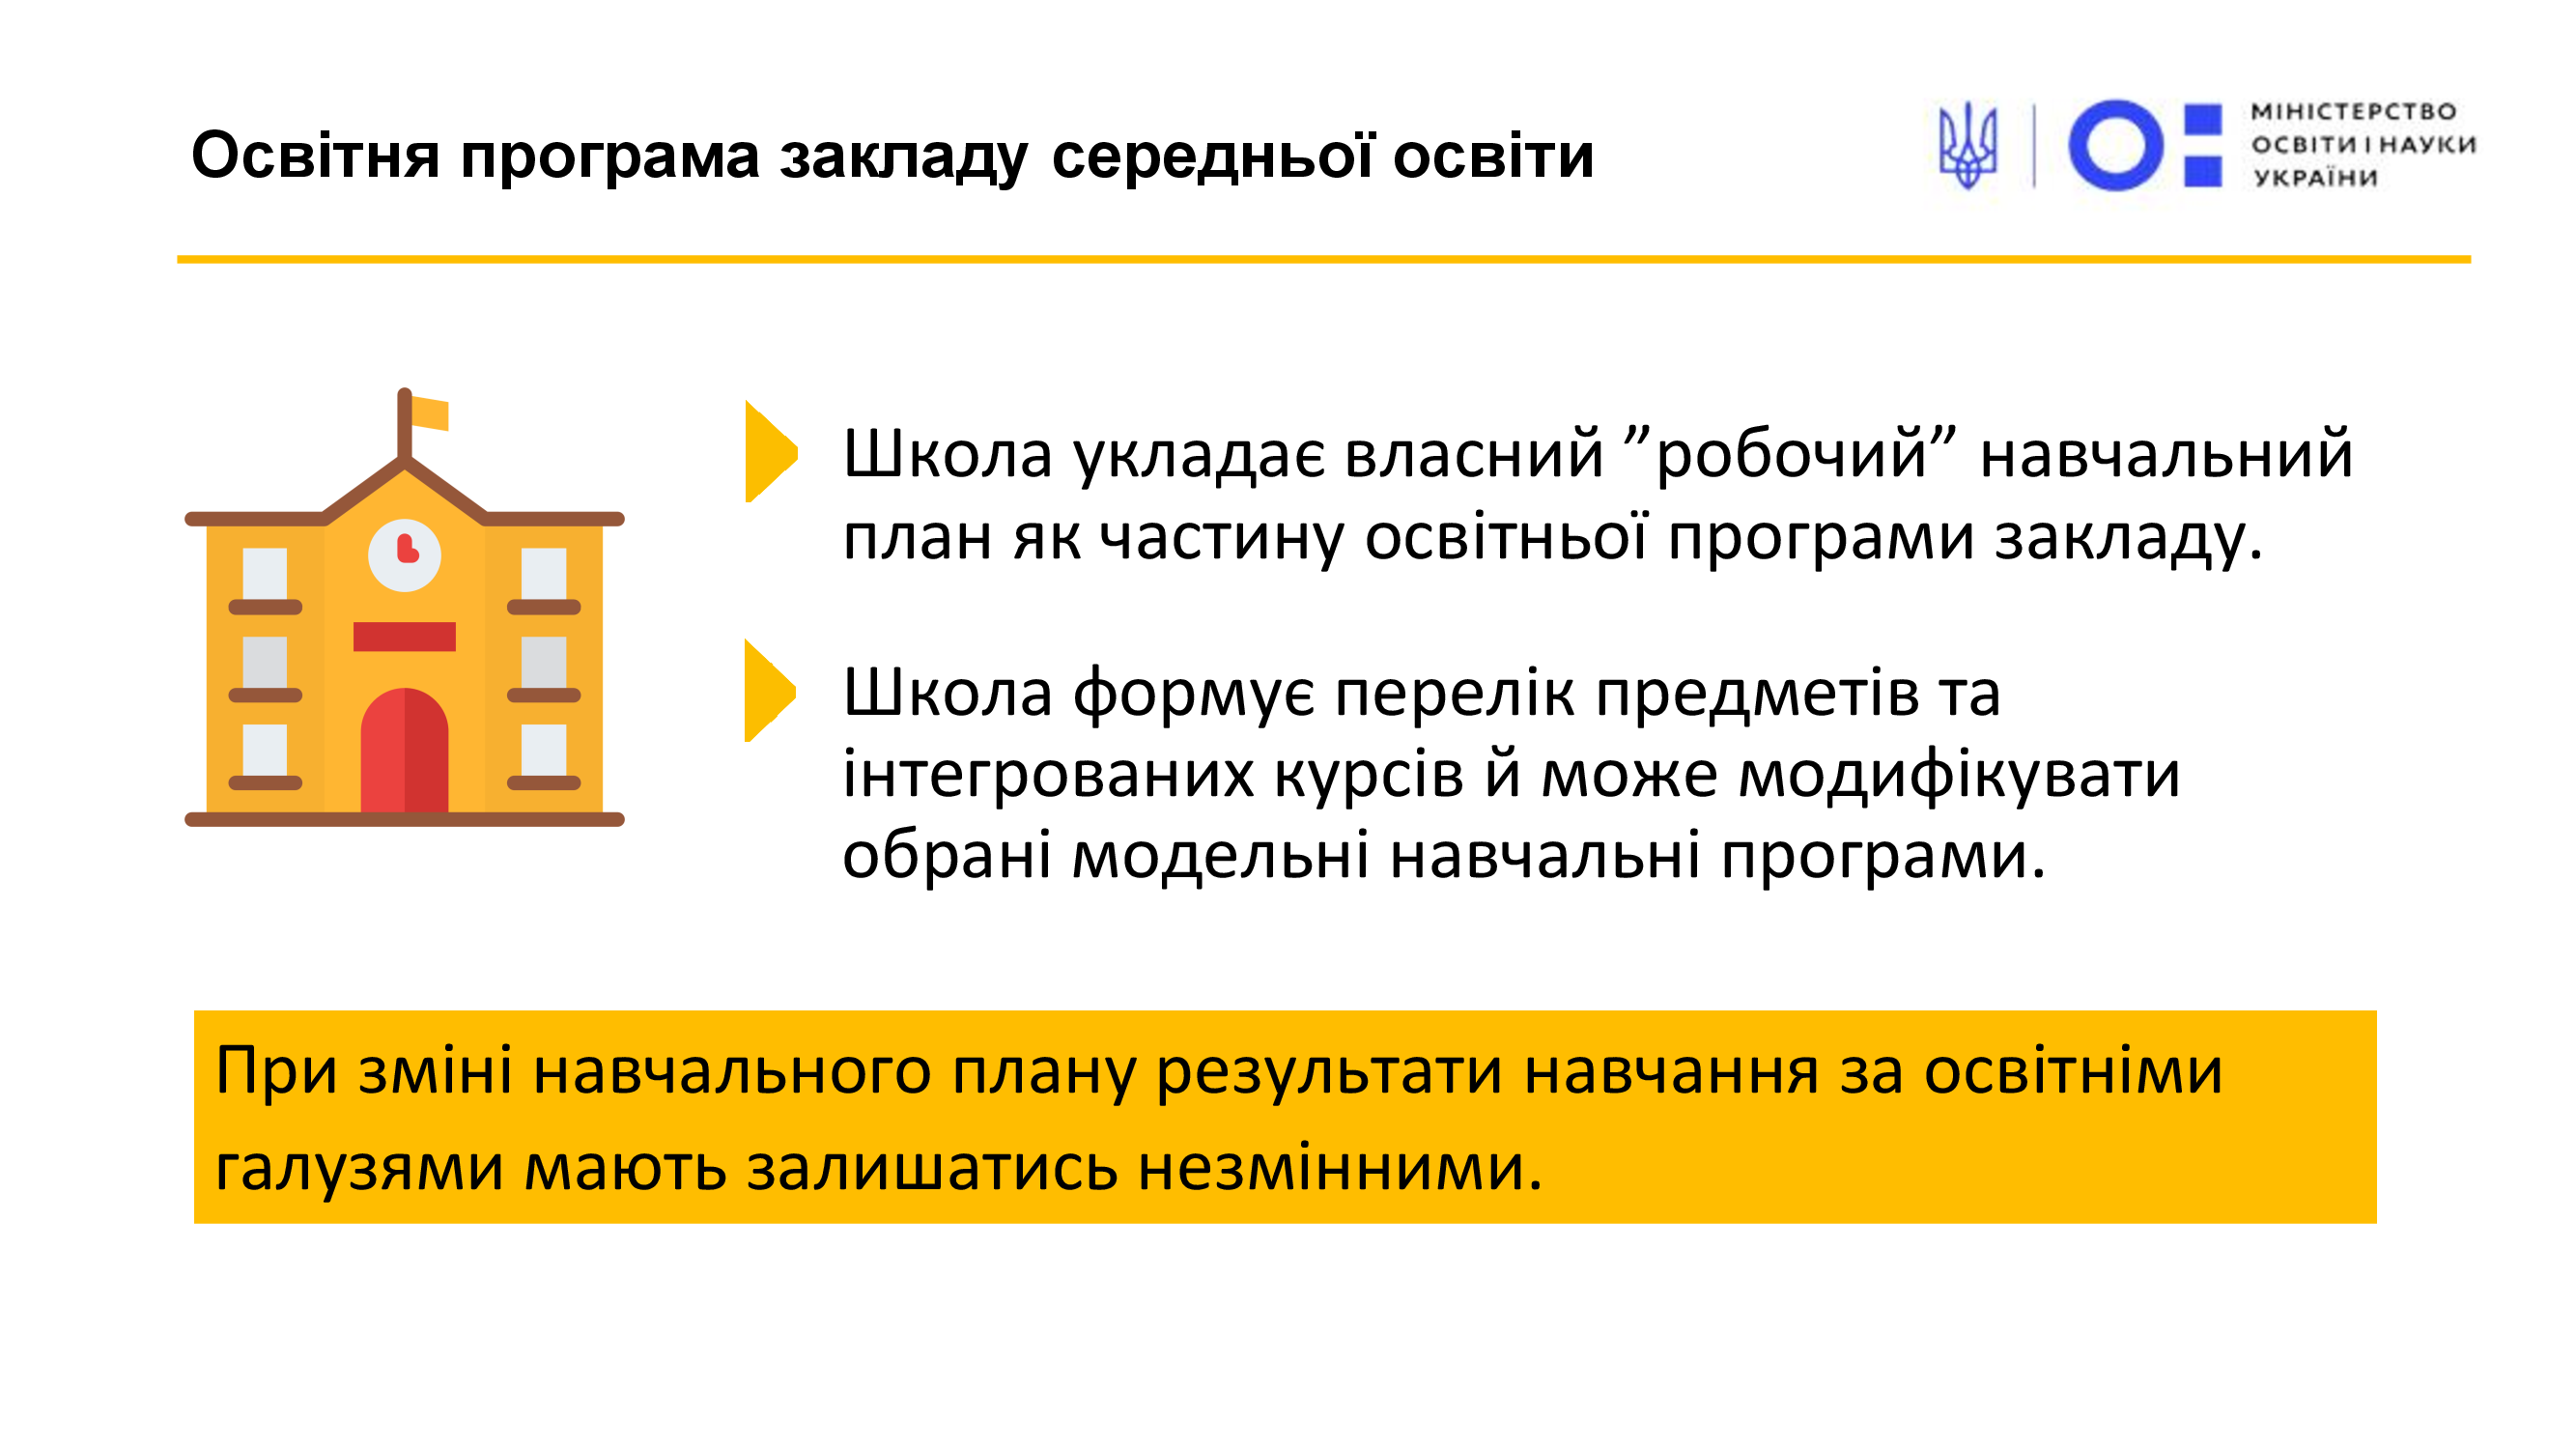 Освітня програма закладу середньої освіти
МІНІСТЕРСТВО
ОСВІТИ І НАУКИ
УКРАЇНИ
Школа укладає власний ”робочий” навчальний
план як частину освітньої програми закладу.
Школа формує перелік предметів та
інтегрованих курсів й може модифікувати
обрані модельні навчальні програми.
При зміні навчального плану результати навчання за освітніми
галузями мають залишатись незмінними.